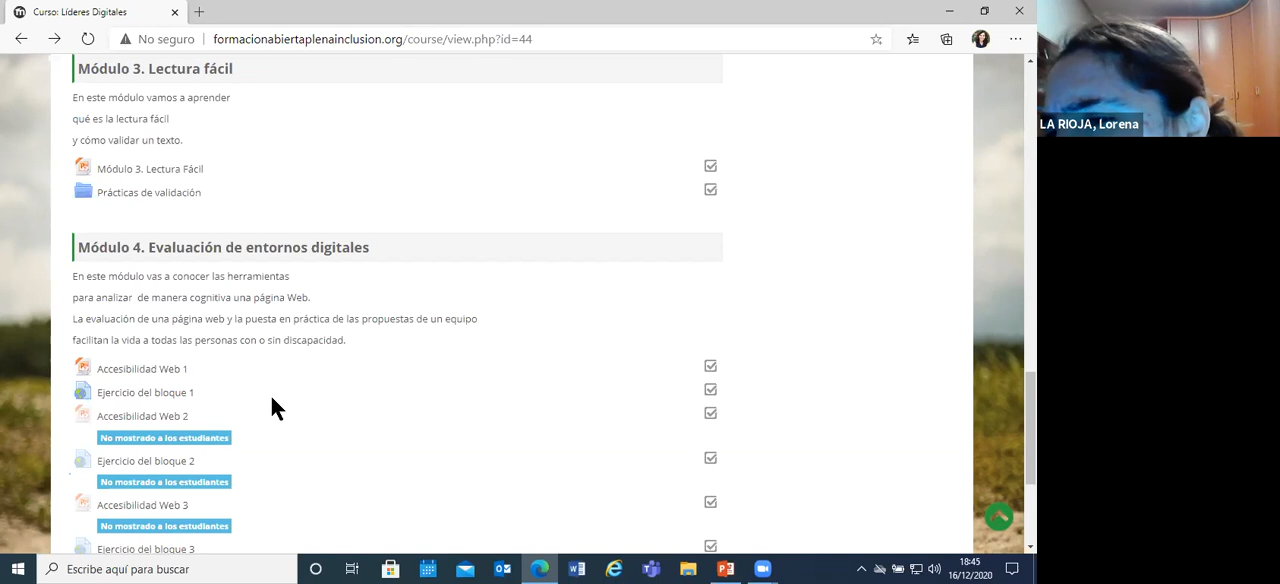 Curso: Líderes Digitales
No seguro
formacionabiertaplenainclusion.org/course/view.php?id=44
LA RIOJA, Lorena
Módulo 3. Lectura fácil
En este módulo vamos a aprender
qué es la lectura fácil
y cómo validar un texto.
Módulo 3. Lectura Fácil
Prácticas de validación
Módulo 4. Evaluación de entornos digitales
En este módulo vas a conocer las herramientas
para analizar de manera cognitiva una página Web.
La evaluación de una página web y la puesta en práctica de las propuestas de un equipo
facilitan la vida a todas las personas con o sin discapacidad.
Accesibilidad Web 1
Ejercicio del bloque 1
Accesibilidad Web 2
No mostrado a los estudiantes
Ejercicio del bloque 2
No mostrado a los estudiantes
Accesibilidad Web 3
No mostrado a los estudiantes
Ejercicio del bloque 3
Escribe aquí para buscar
18:45
16/12/2020